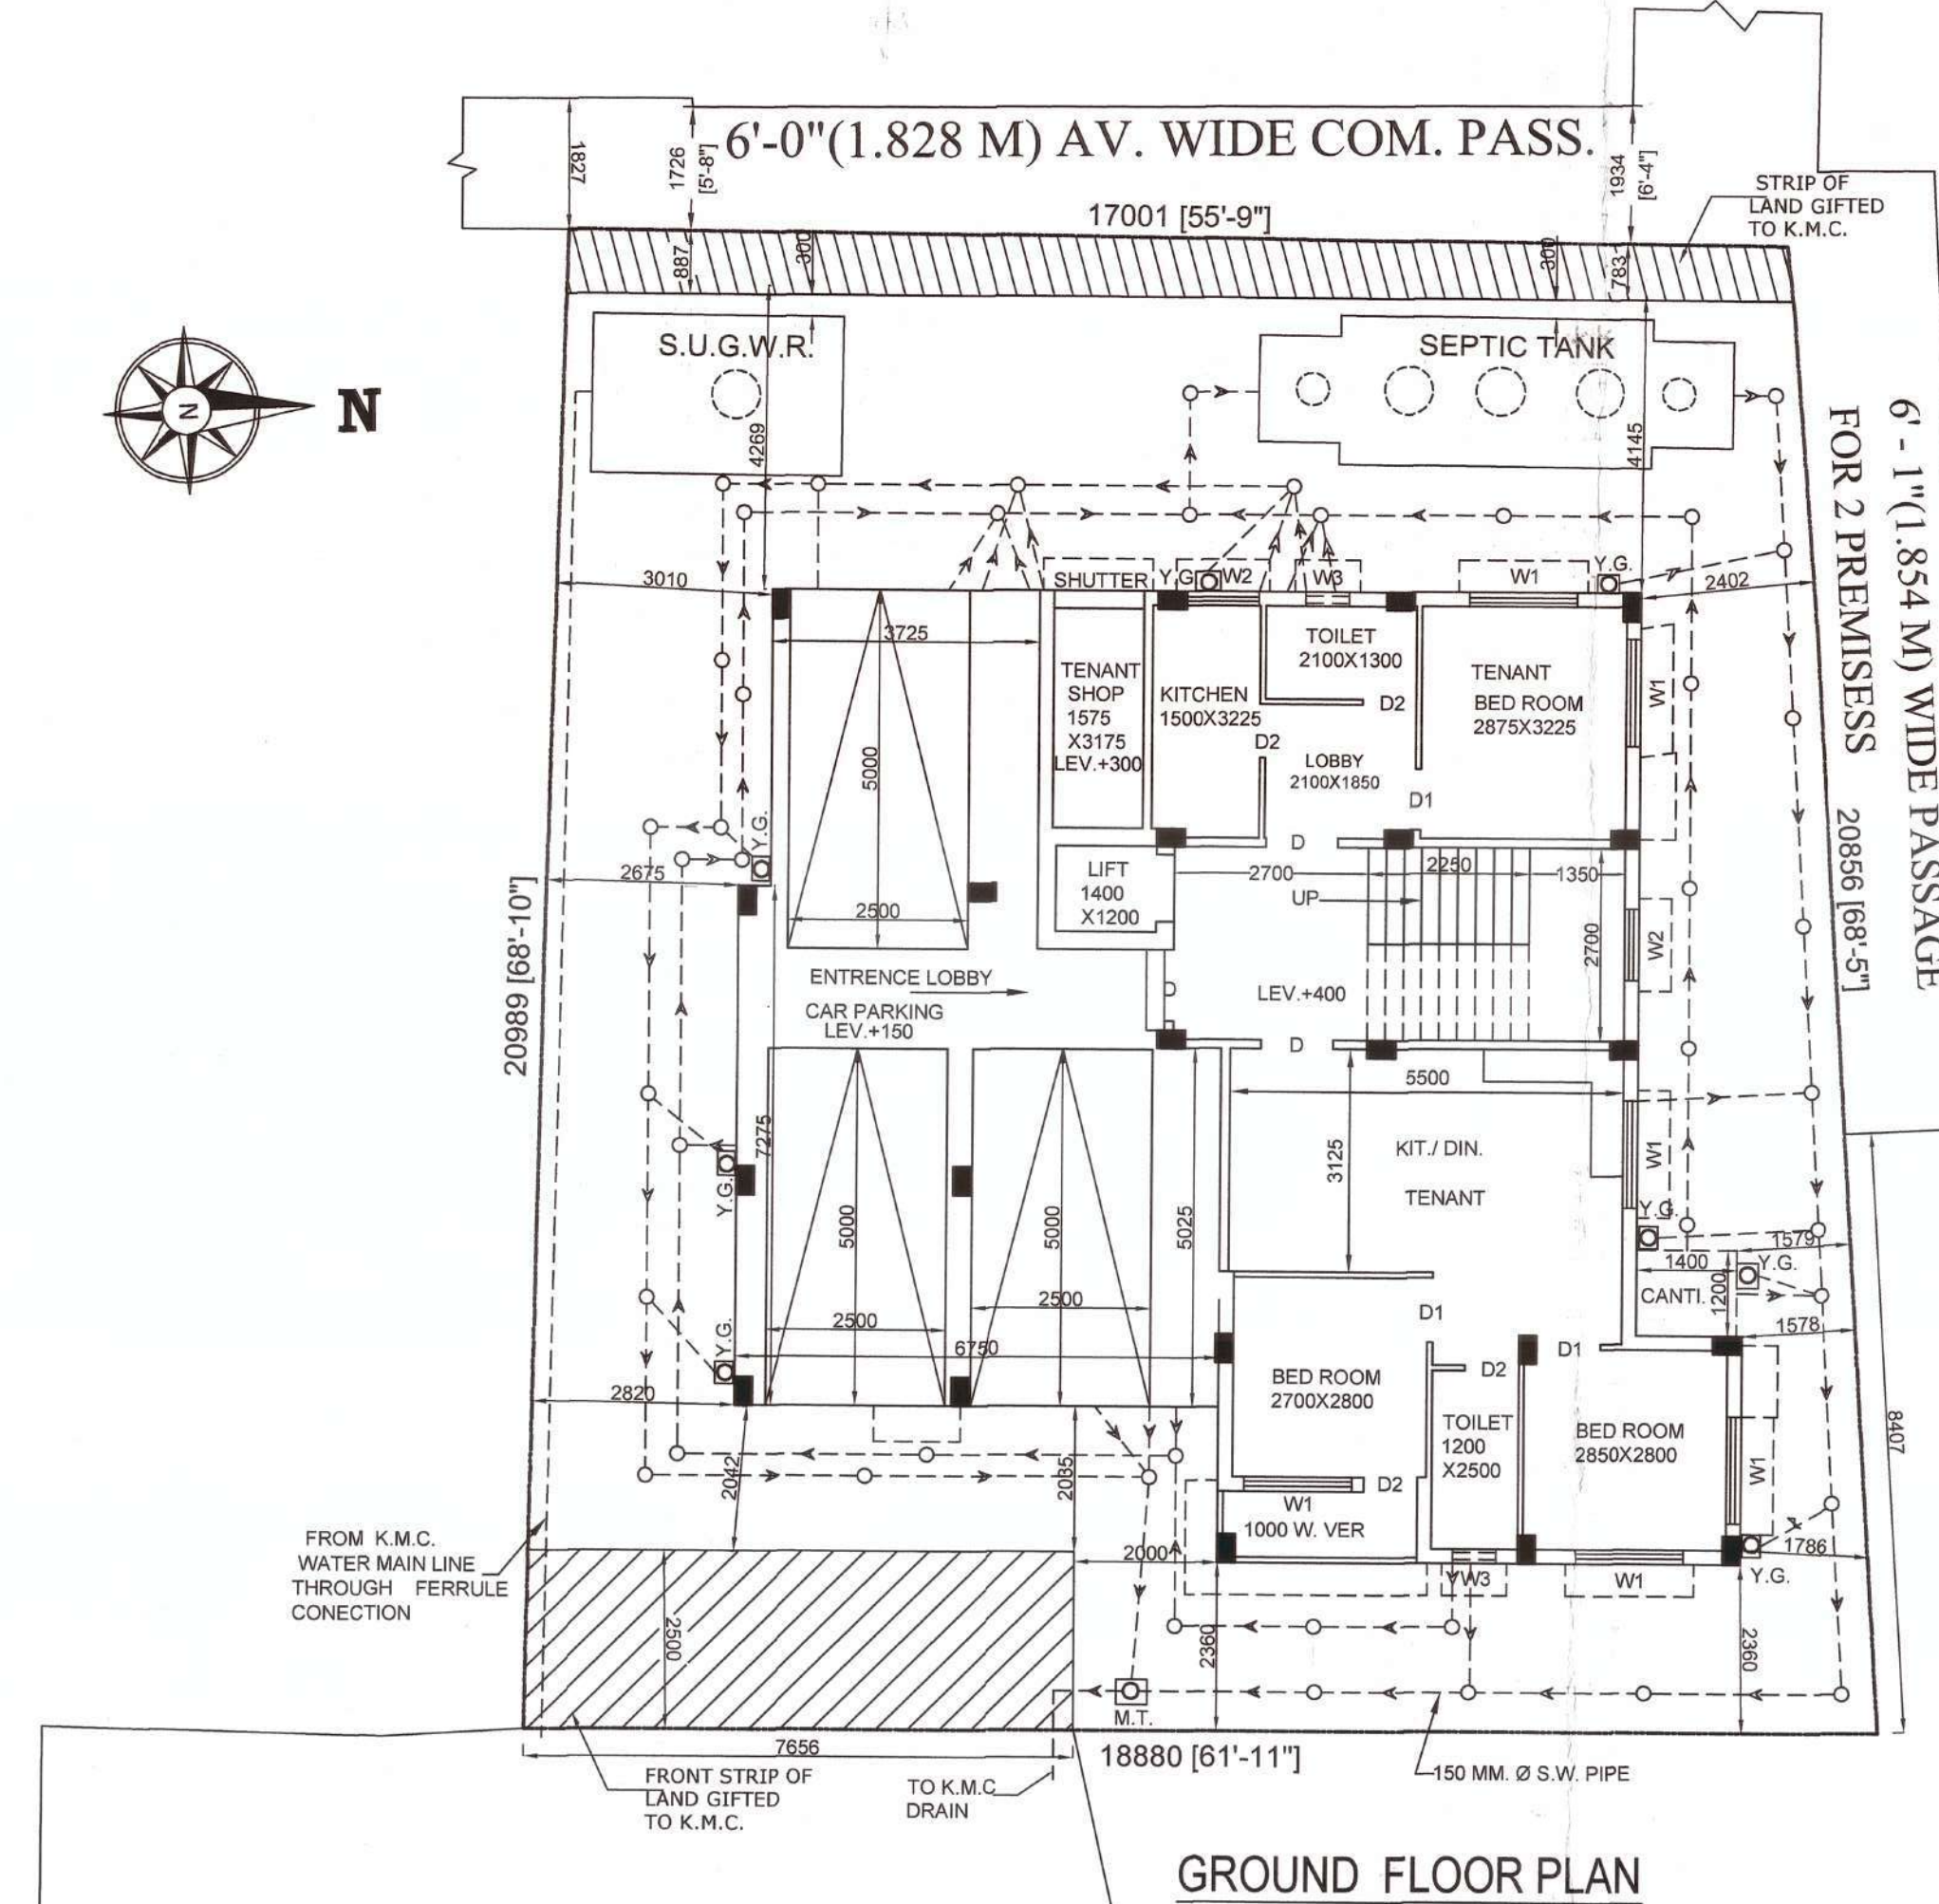 6'-0"(1.828 M) AV. WIDE COM. PASS.
1827
1726
[5'-8"]
1934
[6'-4"]
17001 [55'-9"]
STRIP OF
LAND GIFTED
TO K.M.C.
887
300
300
783
N
N
S.U.G.W.R.
SEPTIC TANK
4269
4145
6' - 1"(1.854 M) WIDE PASSAGE
FOR 2 PREMISESS
20856 [68'-5"]
3010
SHUTTER
Y.G.
W2
W3
W1
Y.G.
2402
3725
TOILET
2100X1300
TENANT
SHOP
1575
X3175
LEV.+300
KITCHEN
1500X3225
TENANT
BED ROOM
2875X3225
W1
D2
D2
LOBBY
2100X1850
D1
5000
Y.G.
D
2675
2500
LIFT
1400
X1200
2700
2250
1350
UP
2700
W2
20989 [68'-10"]
ENTRENCE LOBBY
CAR PARKING
LEV.+150
D
LEV.+400
D
5500
7275
3125
KIT./ DIN.
TENANT
W1
Y.G.
5000
5000
5025
Y.G.
1579
1400
Y.G.
CANTI.
1200
2500
2500
D1
1578
Y.G.
6750
D1
D2
BED ROOM
2700X2800
2820
TOILET
1200
X2500
BED ROOM
2850X2800
W1
8407
2042
2035
D2
W1
1000 W. VER
FROM K.M.C.
WATER MAIN LINE
THROUGH FERRULE
CONECTION
2000
1786
W3
W1
Y.G.
2500
2360
2360
M.T.
7656
18880 [61'-11"]
FRONT STRIP OF
LAND GIFTED
TO K.M.C.
TO K.M.C
DRAIN
150 MM. Ø S.W. PIPE
GROUND FLOOR PLAN